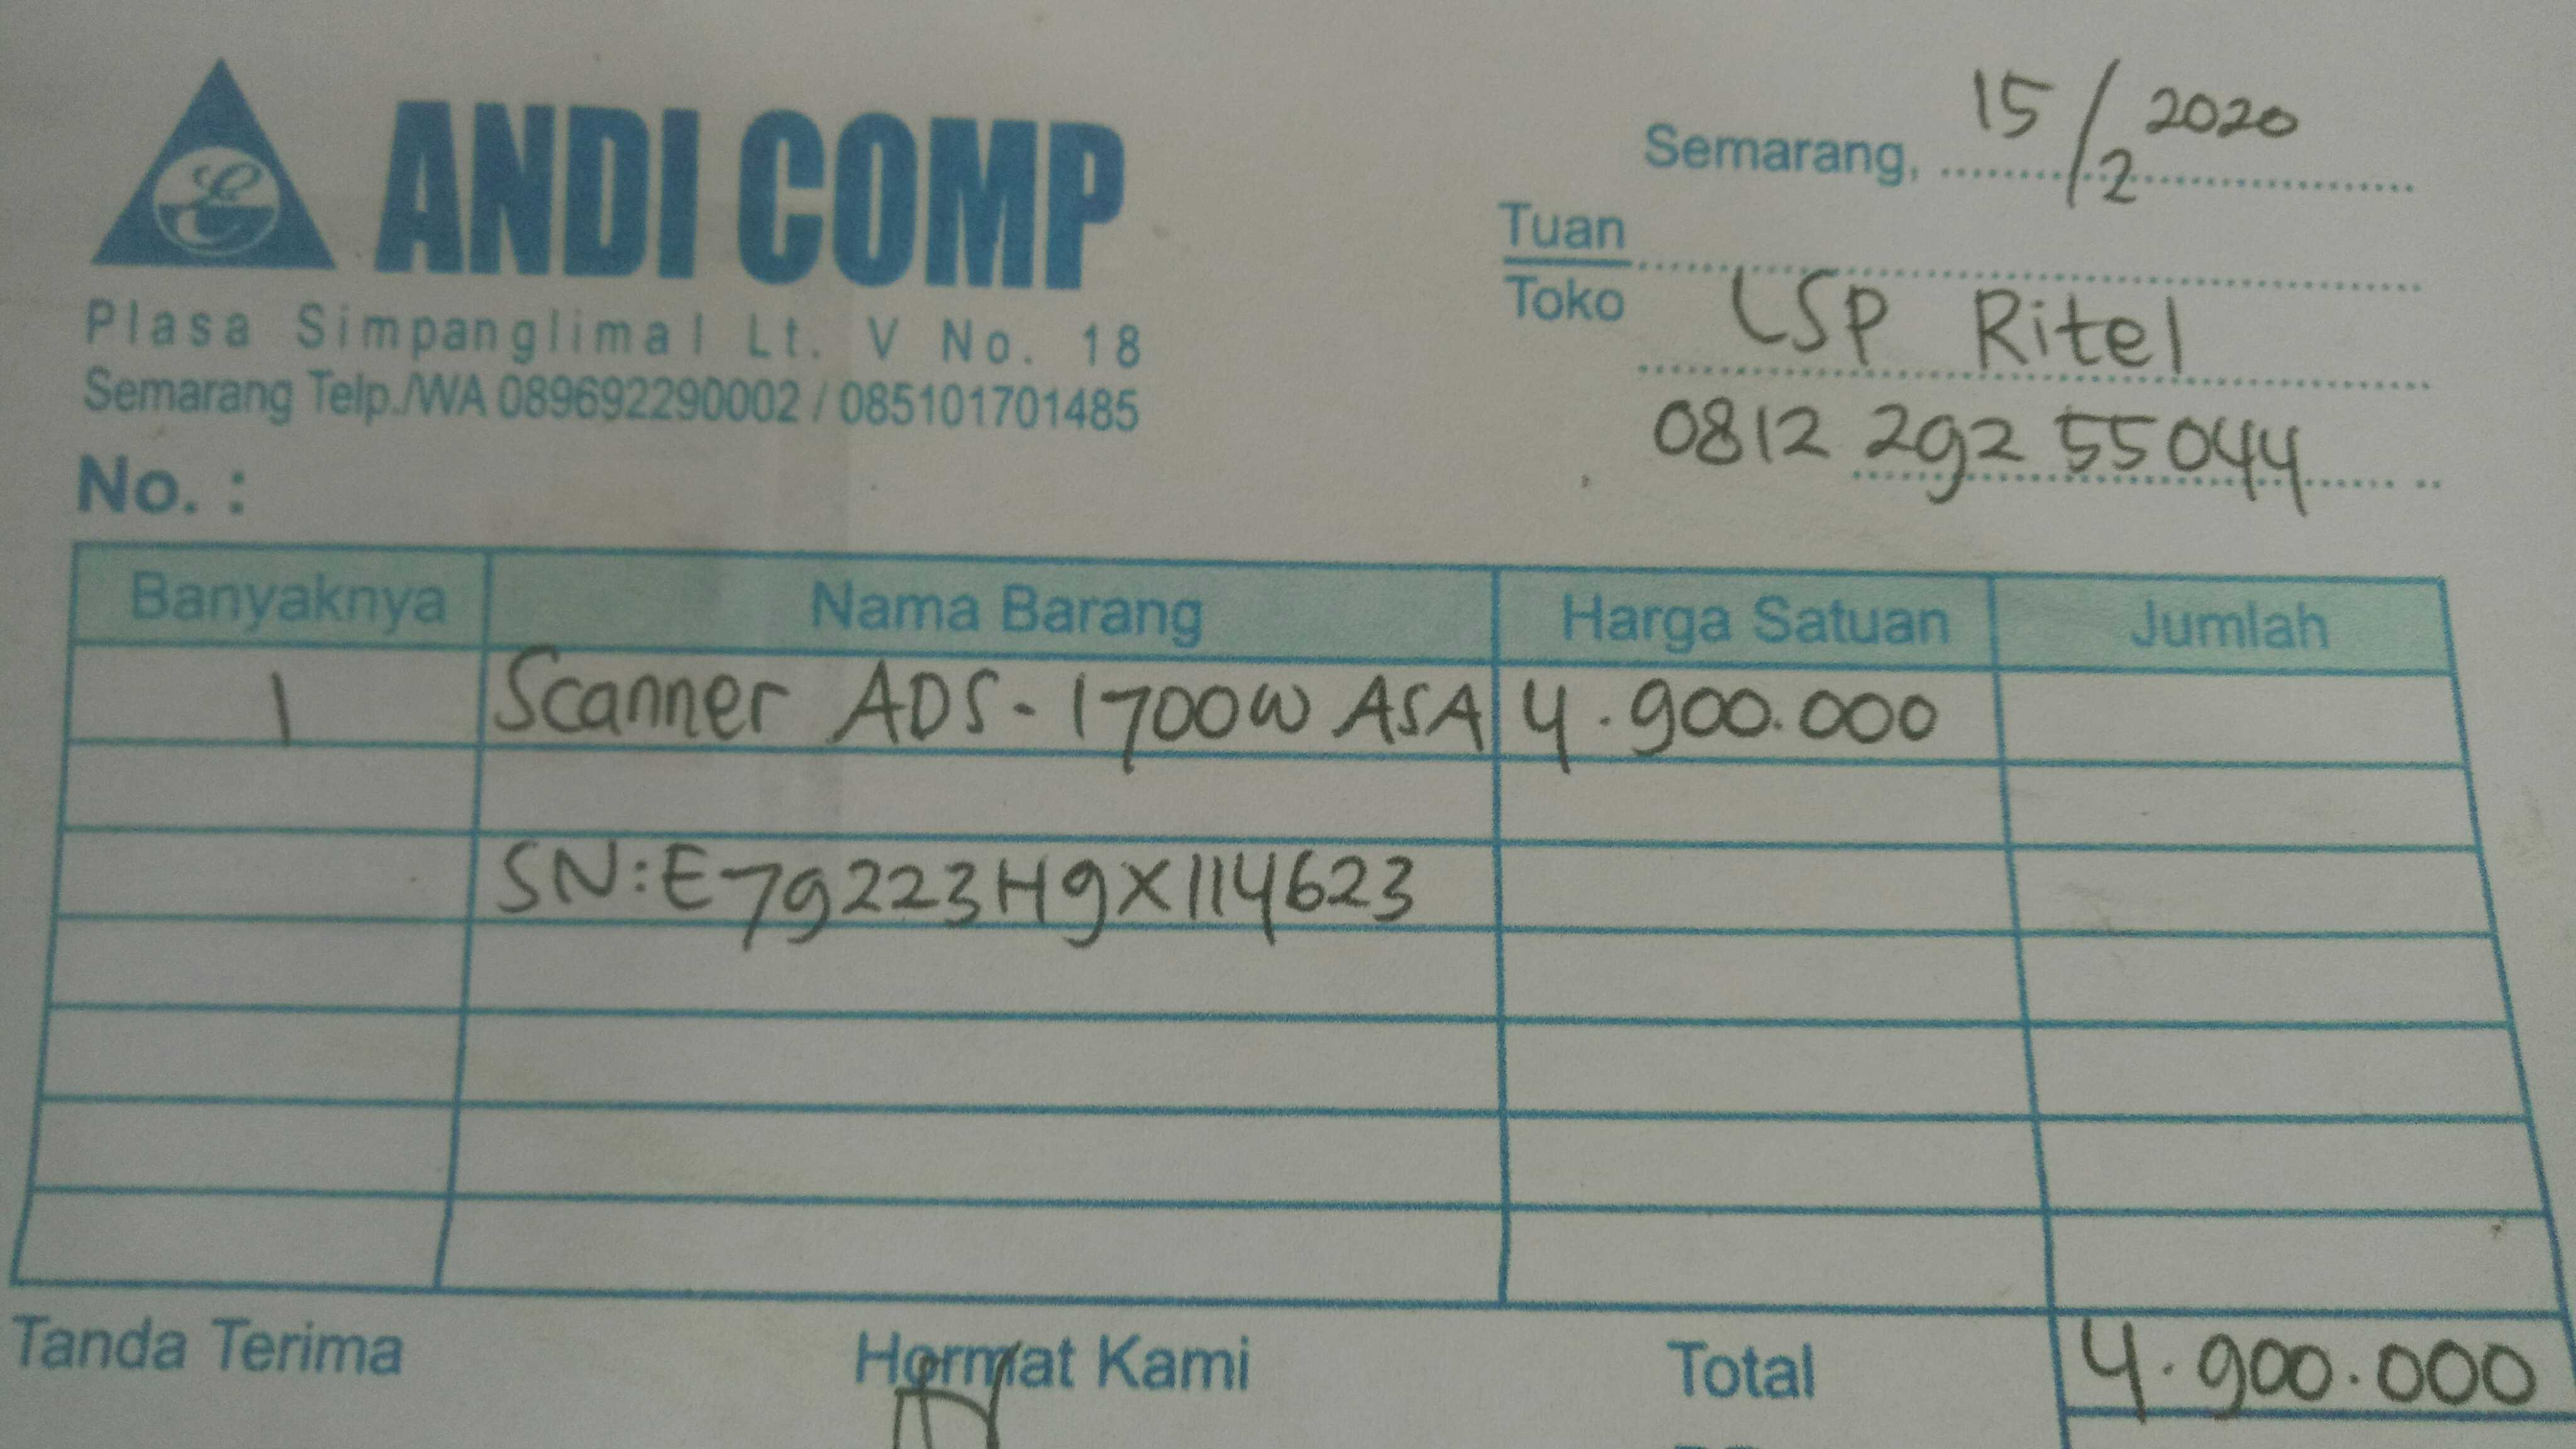 ANDI COMP
Plasa Simpanglimal Lt. V No. 18
Semarang Telp./WA 089692290002 / 085101701485
No. :
Semarang, 15/2 2020
Tuan
Toko
LSP Ritel
0812 292 55044
Banyaknya Nama Barang Harga Satuan Jumlah
1 Scanner ADS-1700W ASA 4.900.000
SN:E79223H9X114623
Tanda Terima Hormat Kami Total 4.900.000